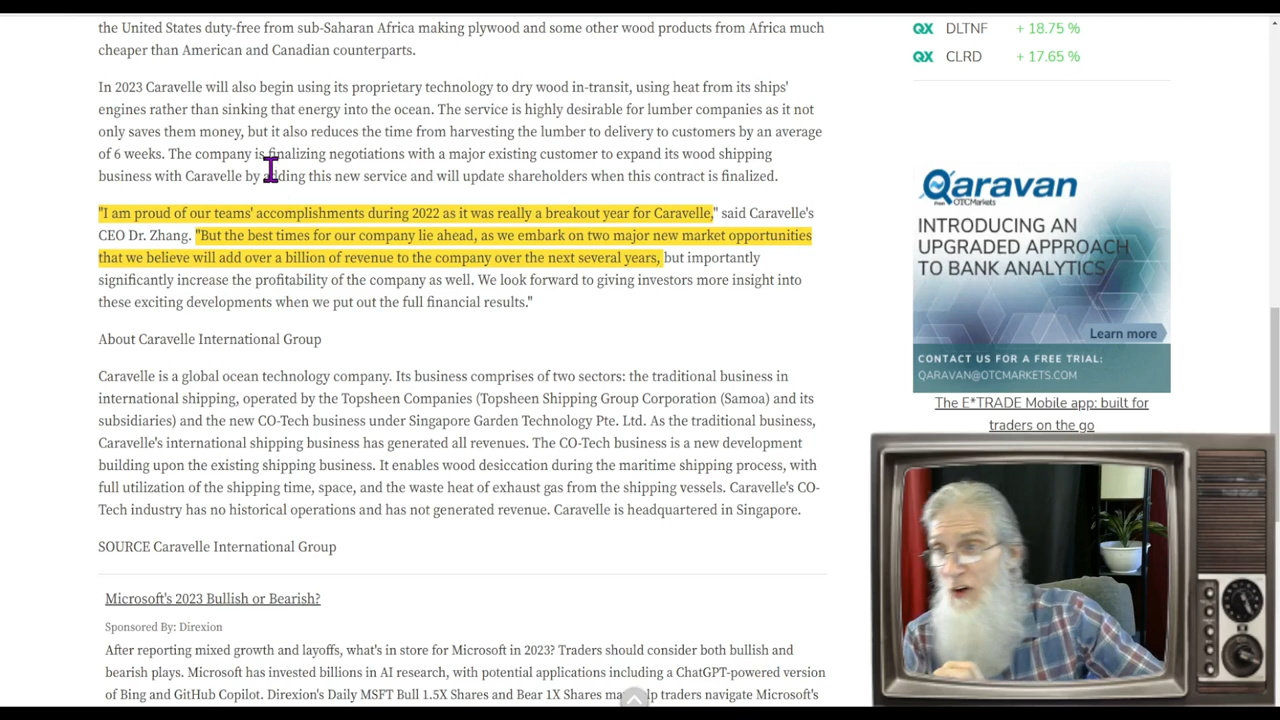 the United States duty-free from sub-Saharan Africa making plywood and some other wood products from Africa much
cheaper than American and Canadian counterparts.
In 2023 Caravelle will also begin using its proprietary technology to dry wood in-transit, using heat from its ships'
engines rather than sinking that energy into the ocean. The service is highly desirable for lumber companies as it not
only saves them money, but it also reduces the time from harvesting the lumber to delivery to customers by an average
of 6 weeks. The company is finalizing negotiations with a major existing customer to expand its wood shipping
business with Caravelle by adding this new service and will update shareholders when this contract is finalized.
"I am proud of our teams' accomplishments during 2022 as it was really a breakout year for Caravelle," said Caravelle's
CEO Dr. Zhang. "But the best times for our company lie ahead, as we embark on two major new market opportunities
that we believe will add over a billion of revenue to the company over the next several years, but importantly
significantly increase the profitability of the company as well. We look forward to giving investors more insight into
these exciting developments when we put out the full financial results."
About Caravelle International Group
Caravelle is a global ocean technology company. Its business comprises of two sectors: the traditional business in
international shipping, operated by the Topsheen Companies (Topsheen Shipping Group Corporation (Samoa) and its
subsidiaries) and the new CO-Tech business under Singapore Garden Technology Pte. Ltd. As the traditional business,
Caravelle's international shipping business has generated all revenues. The CO-Tech business is a new development
building upon the existing shipping business. It enables wood desiccation during the maritime shipping process, with
full utilization of the shipping time, space, and the waste heat of exhaust gas from the shipping vessels. Caravelle's CO-
Tech industry has no historical operations and has not generated revenue. Caravelle is headquartered in Singapore.
SOURCE Caravelle International Group
Microsoft's 2023 Bullish or Bearish?
Sponsored By: Direxion
After reporting mixed growth and layoffs, what's in store for Microsoft in 2023? Traders should consider both bullish and
bearish plays. Microsoft has invested billions in AI research, with potential applications including a ChatGPT-powered version
of Bing and GitHub Copilot. Direxion's Daily MSFT Bull 1.5X Shares and Bear 1X Shares may help traders navigate Microsoft's
QX DLTNF + 18.75 %
QX CLRD + 17.65 %
Qaravan
From OTCMarkets
INTRODUCING AN
UPGRADED APPROACH
TO BANK ANALYTICS
Learn more
CONTACT US FOR A FREE TRIAL:
QARAVAN@OTCMARKETS.COM
The E*TRADE Mobile app: built for
traders on the go